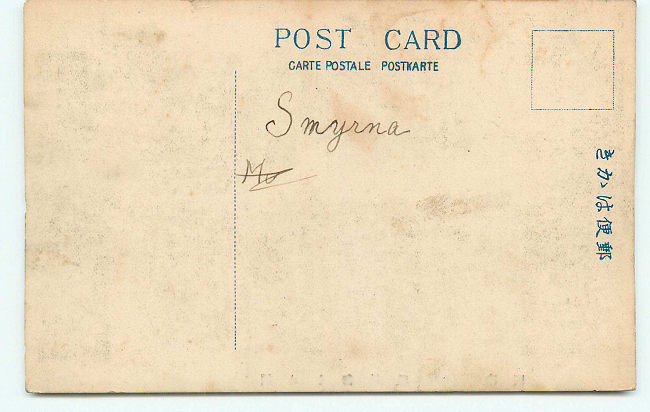 POST CARD
CARTE POSTALE POSTKARTE
Smyrna
郵便はかき